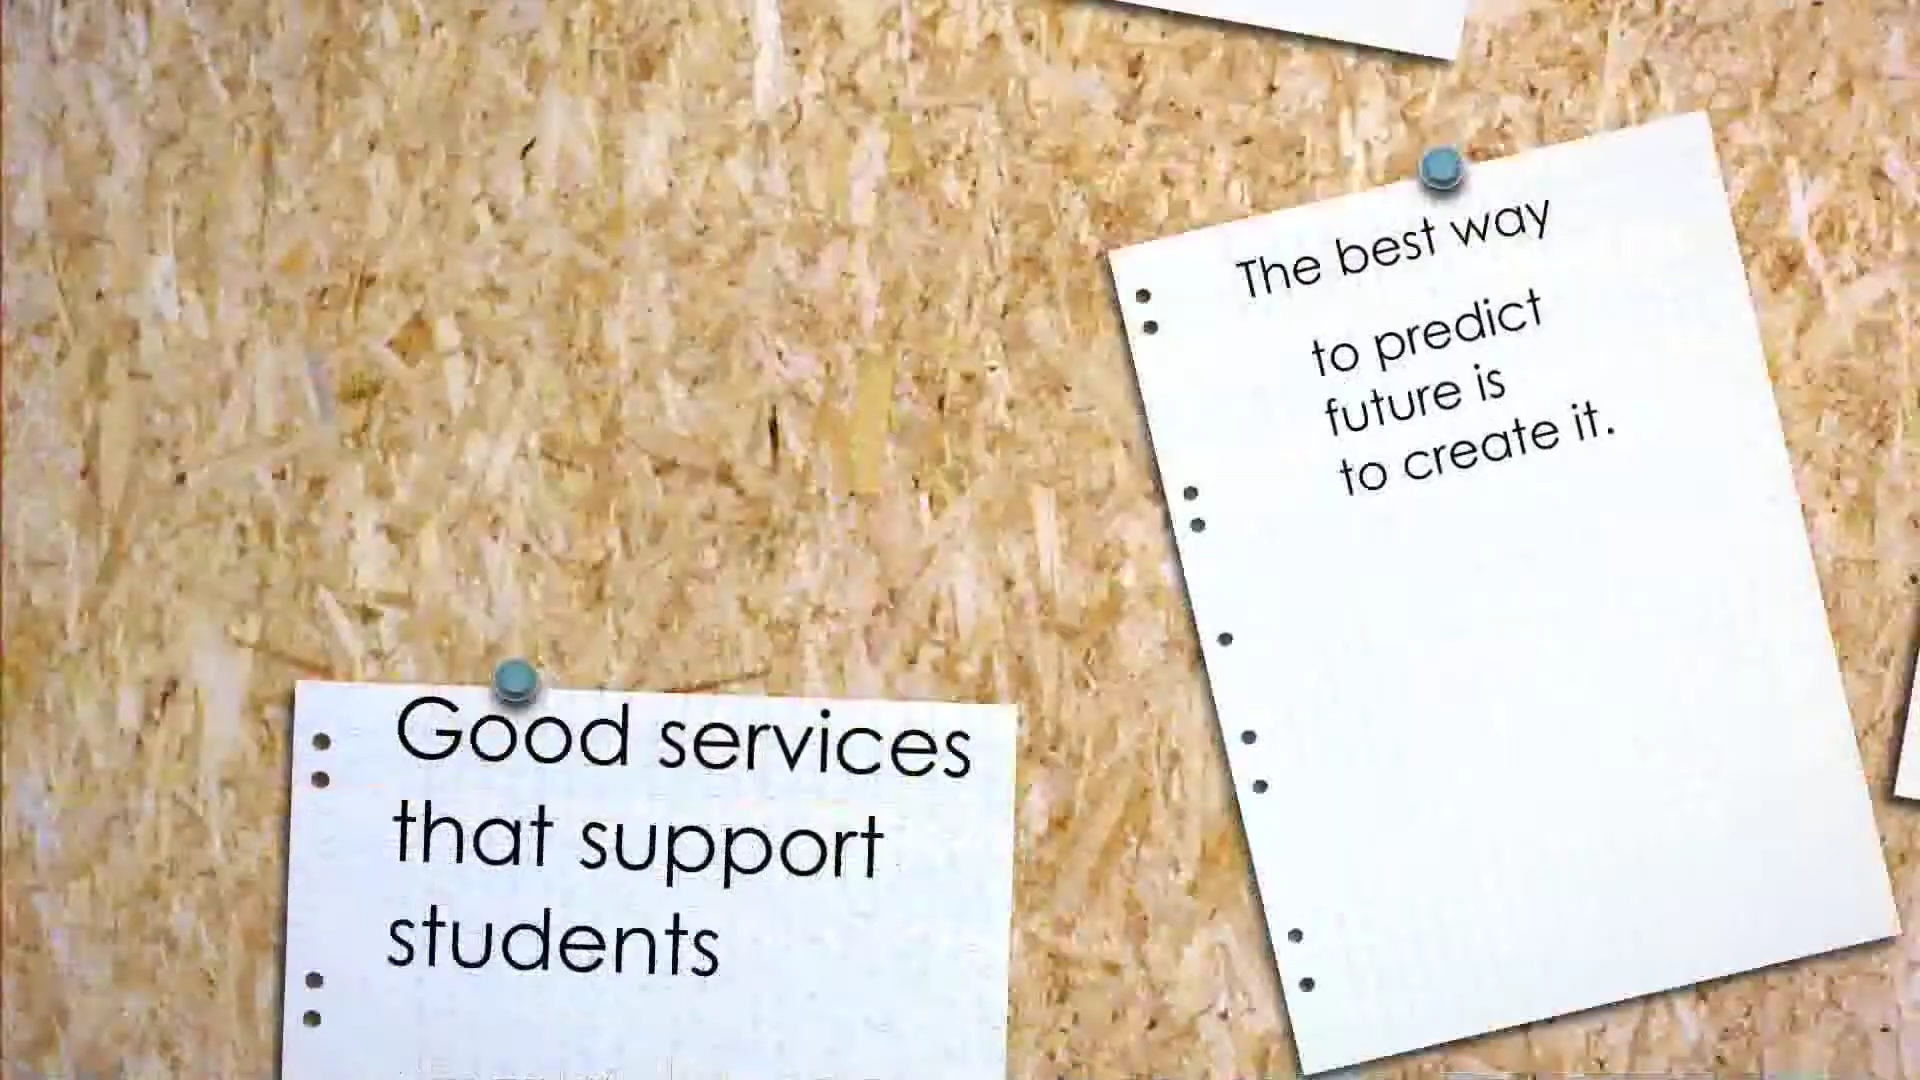 The best way
to predict
future is
to create it.
Good services
that support
students